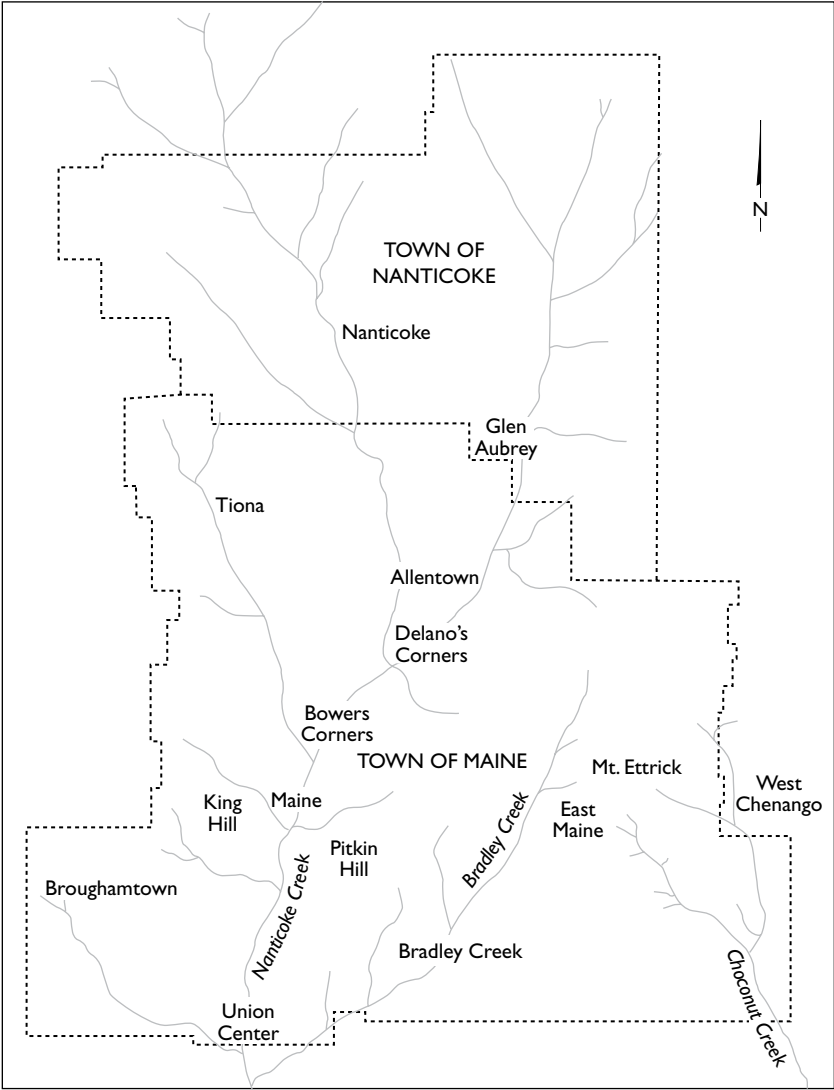 N
TOWN OF
NANTICOKE
Nanticoke
Glen
Aubrey
Tiona
Allentown
Delano’s
Corners
Bowers
Corners
TOWN OF MAINE
Mt. Ettrick
West
Chenango
King
Hill
Maine
East
Maine
Bradley Creek
Pitkin
Hill
Broughamtown
Nanticoke Creek
Bradley Creek
Choconut Creek
Union
Center